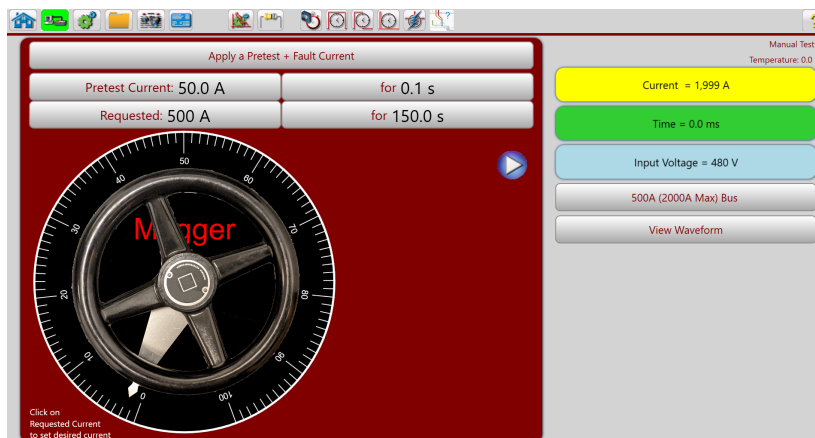 ?
Manual Test
Temperature: 0.0
Apply a Pretest + Fault Current
Pretest Current: 50.0 A
for 0.1 s
Requested: 500 A
for 150.0 s
Current = 1,999 A
Time = 0.0 ms
Input Voltage = 480 V
500A (2000A Max) Bus
View Waveform
0
10
20
30
40
50
60
70
80
90
100
Click on
Requested Current
to set desired current